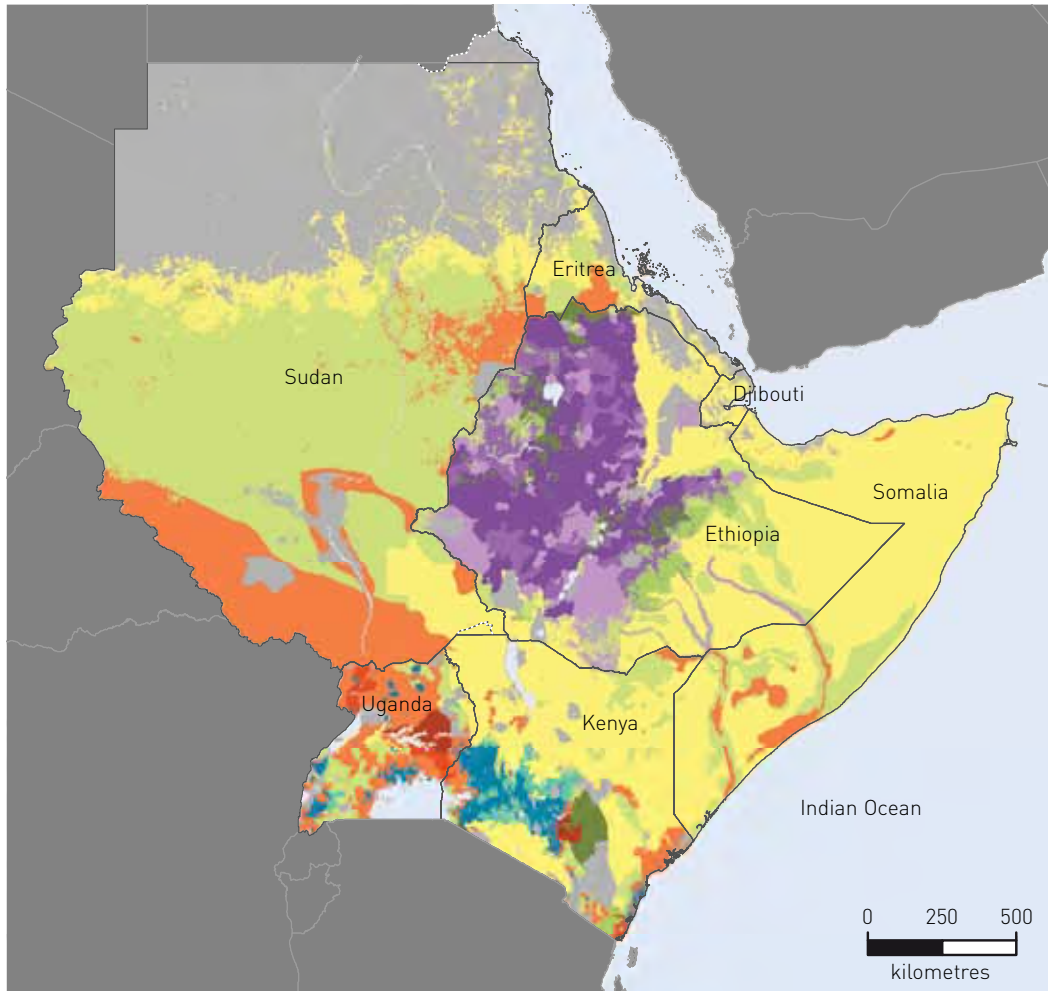 Eritrea
Sudan
Djibouti
Somalia
Ethiopia
Uganda
Kenya
Indian Ocean
0 250 500
kilometres